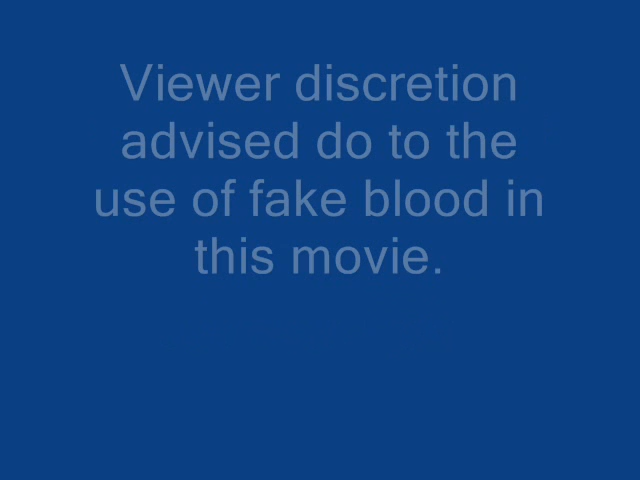 Viewer discretion
advised do to the
use of fake blood in
this movie.